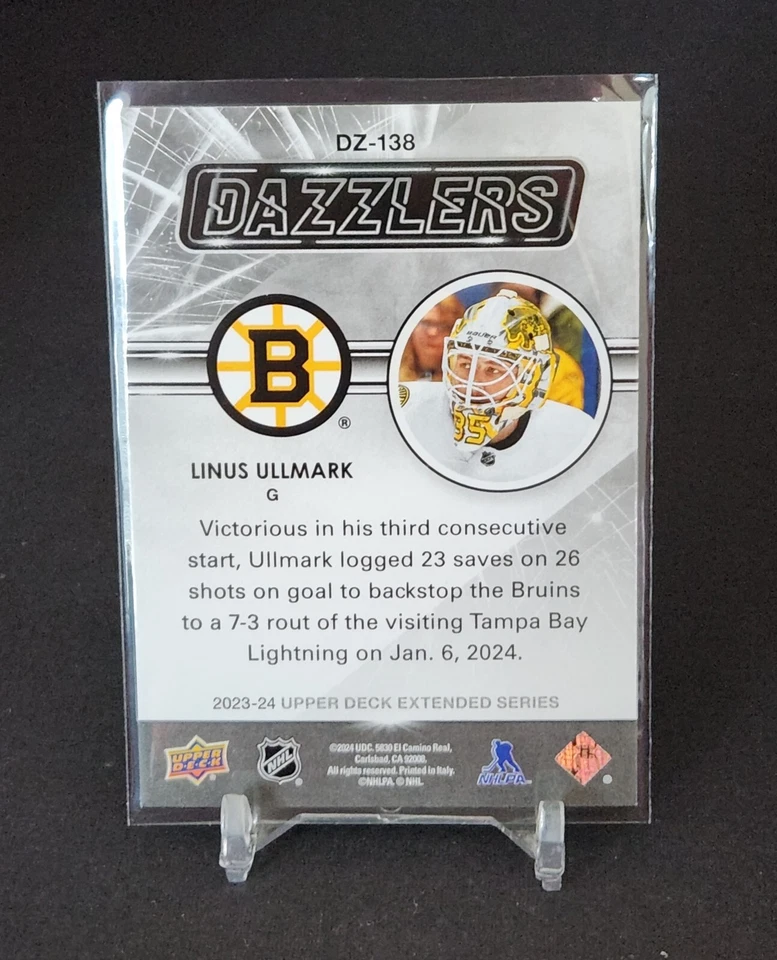 DZ-138
DAZZLERS
B
®
BAUER
35
NHL
LINUS ULLMARK
G
Victorious in his third consecutive
start, Ullmark logged 23 saves on 26
shots on goal to backstop the Bruins
to a 7-3 rout of the visiting Tampa Bay
Lightning on Jan. 6, 2024.
2023-24 UPPER DECK EXTENDED SERIES
UPPER
DECK
NHL
®
©2024 UDC. 5830 El Camino Real,
Carlsbad, CA 92008.
All rights reserved. Printed in Italy.
©NHLPA. © NHL.
NHLPA